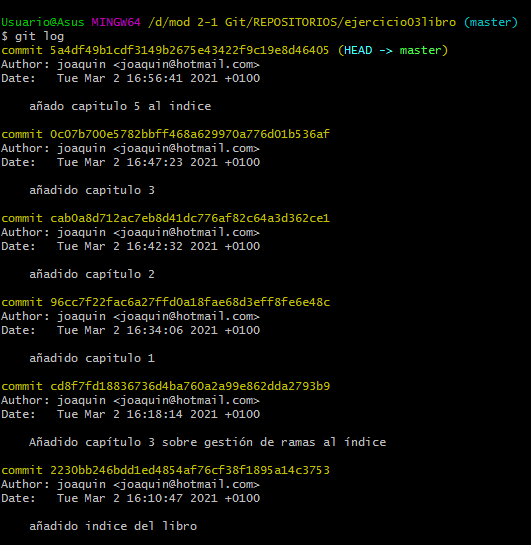 Usuario@Asus MINGW64 /d/mod 2-1 Git/REPOSITORIOS/ejercicio03libro (master)
$ git log
commit 5a4df49b1cdf3149b2675e43422f9c19e8d46405 (HEAD -> master)
Author: joaquin <joaquin@hotmail.com>
Date:   Tue Mar 2 16:56:41 2021 +0100
añado capitulo 5 al indice
commit 0c07b700e5782bbff468a629970a776d01b536af
Author: joaquin <joaquin@hotmail.com>
Date:   Tue Mar 2 16:47:23 2021 +0100
añadido capitulo 3
commit cab0a8d712ac7eb8d41dc776af82c64a3d362ce1
Author: joaquin <joaquin@hotmail.com>
Date:   Tue Mar 2 16:42:32 2021 +0100
añadido capítulo 2
commit 96cc7f22fac6a27ffd0a18fae68d3eff8fe6e48c
Author: joaquin <joaquin@hotmail.com>
Date:   Tue Mar 2 16:34:06 2021 +0100
añadido capitulo 1
commit cd8f7fd18836736d4ba760a2a99e862dda2793b9
Author: joaquin <joaquin@hotmail.com>
Date:   Tue Mar 2 16:18:14 2021 +0100
Añadido capítulo 3 sobre gestión de ramas al índice
commit 2230bb246bdd1ed4854af76cf38f1895a14c3753
Author: joaquin <joaquin@hotmail.com>
Date:   Tue Mar 2 16:10:47 2021 +0100
añadido indice del libro